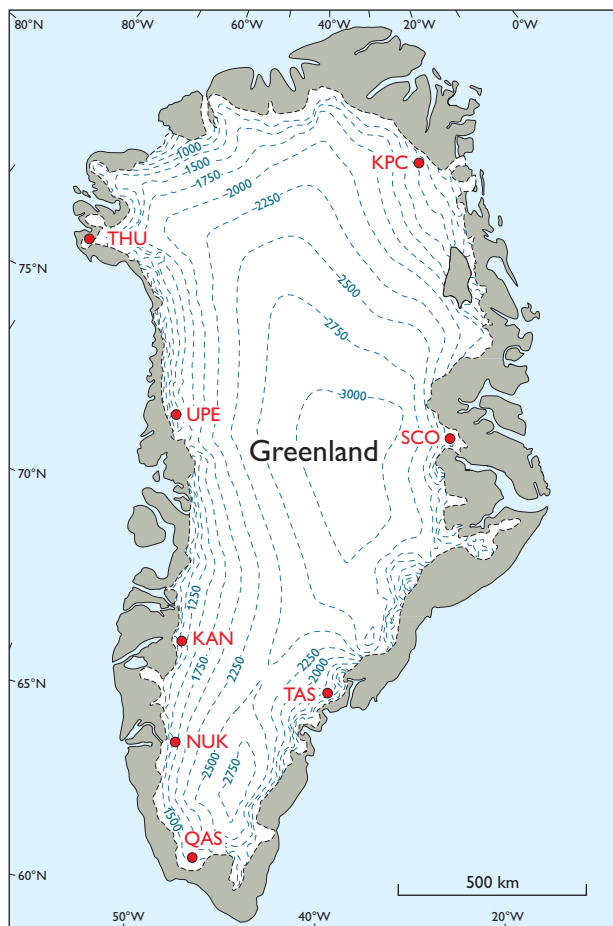 80°N 80°W 60°W 40°W 20°W 0°W
KPC
1000
1500
1750
2000
2250
THU
75°N
2500
2750
3000
UPE
SCO
Greenland
70°N
1250
KAN
1750
2250
2250
2000
65°N
TAS
NUK
2500
2750
1500
QAS
60°N
500 km
50°W 40°W 20°W